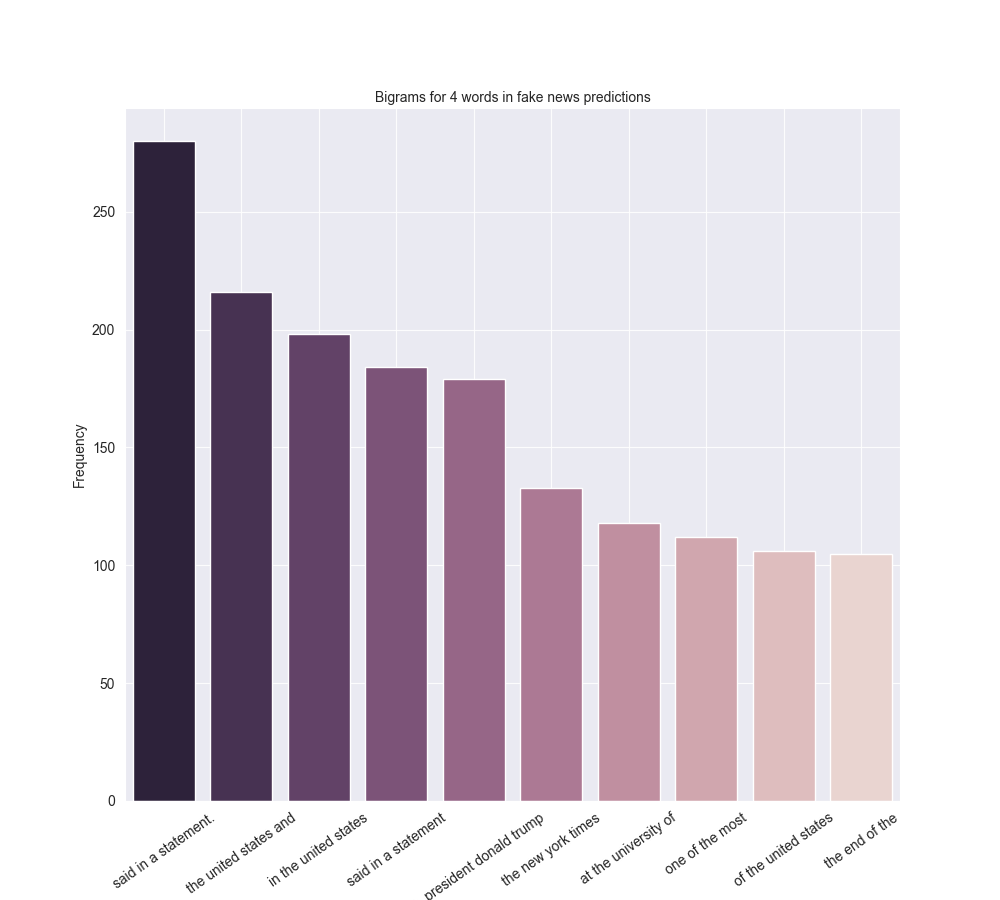 Bigrams for 4 words in fake news predictions
Frequency
250
200
150
100
50
0
said in a statement.
the united states and
in the united states
said in a statement
president donald trump
the new york times
at the university of
one of the most
of the united states
the end of the